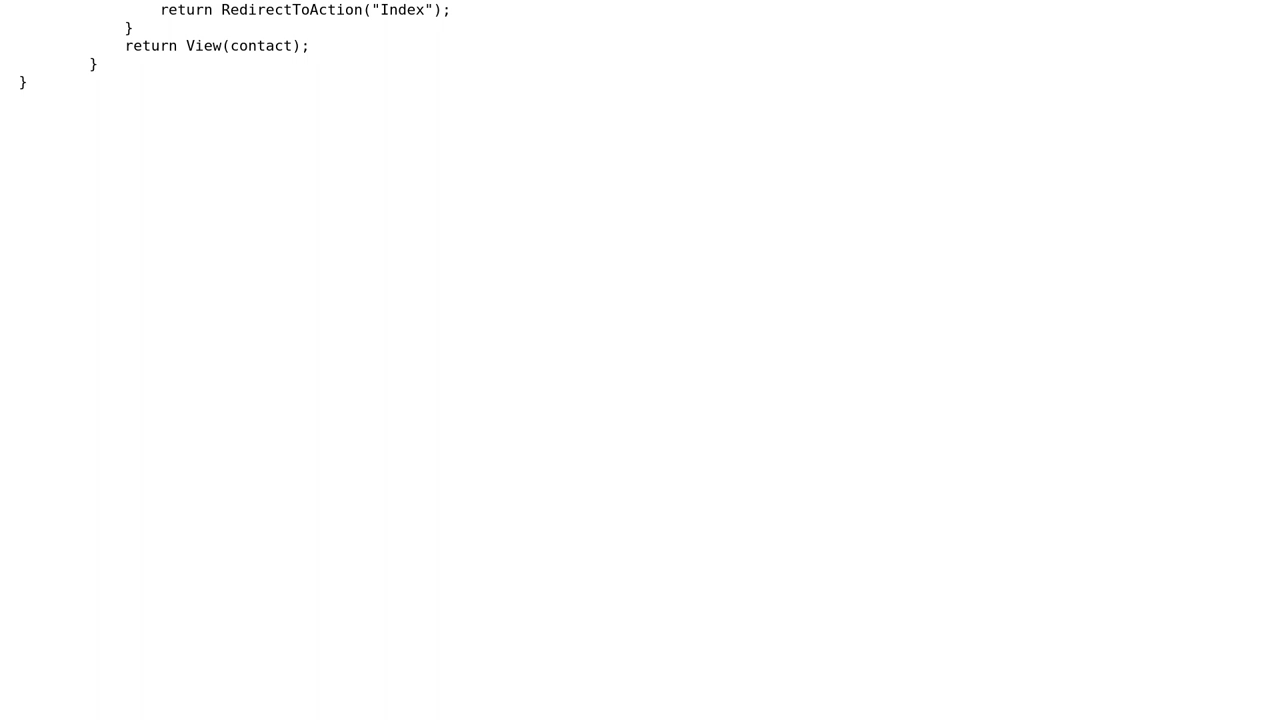 return RedirectToAction("Index");
            }
            return View(contact);
        }
}